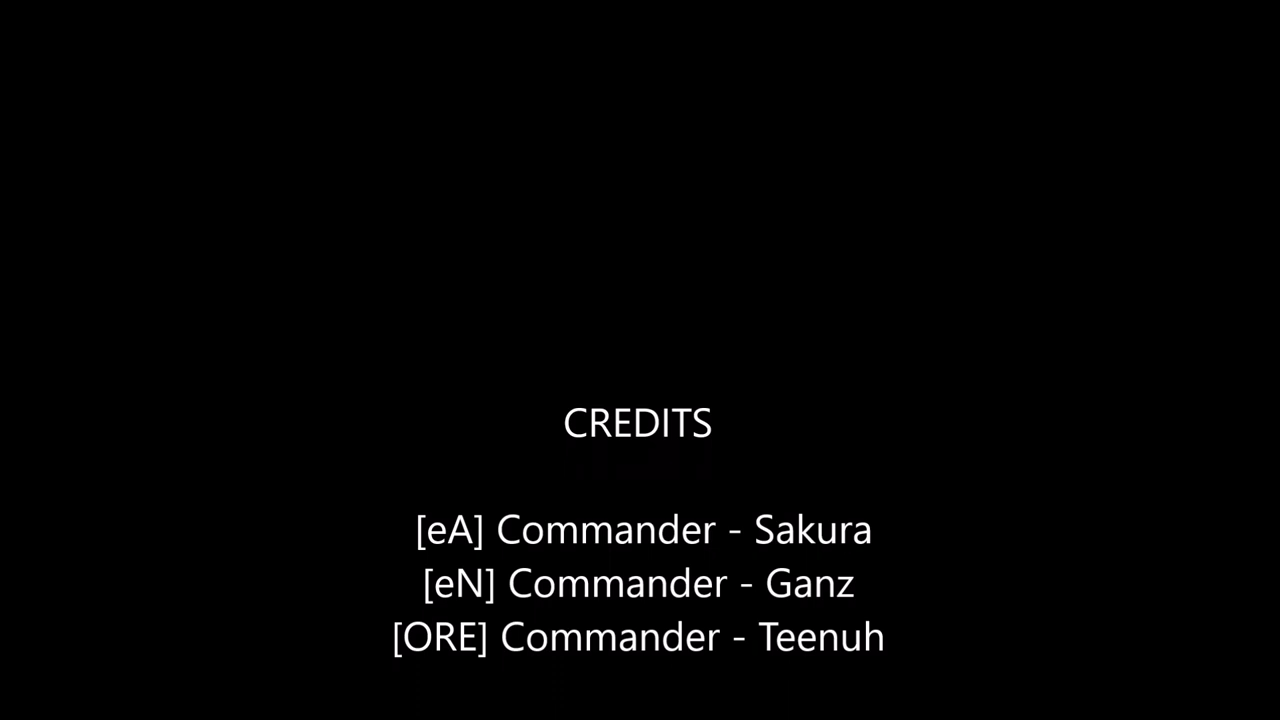 CREDITS
[eA] Commander - Sakura
[eN] Commander - Ganz
[ORE] Commander - Teenuh